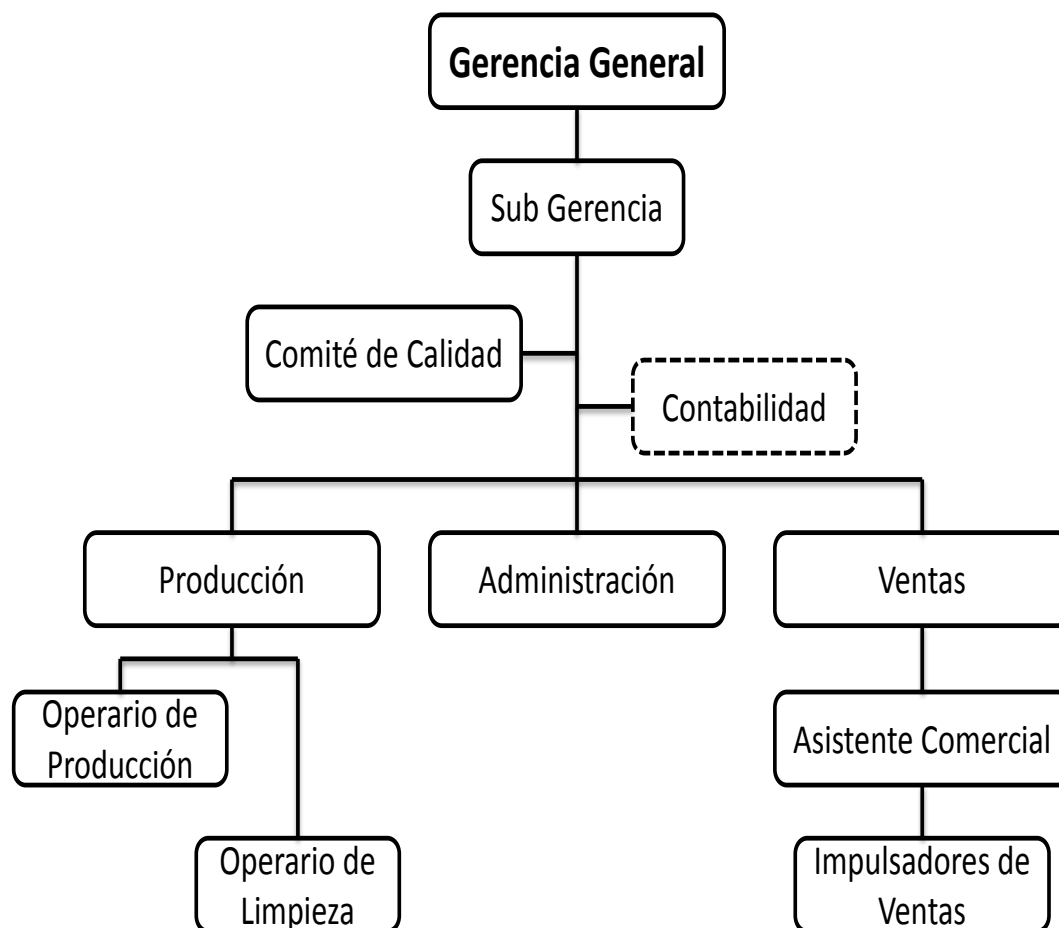 Gerencia General
Sub Gerencia
Comité de Calidad
Contabilidad
Producción
Administración
Ventas
Operario de
Producción
Asistente Comercial
Operario de
Limpieza
Impulsadores de
Ventas